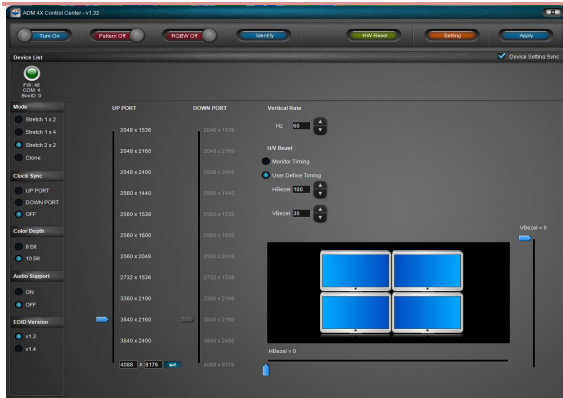 ADM 4X Control Center - v1.32
Turn On
Pattern Off
RGBW Off
Identify
HW Reset
Setting
Apply
Device List
Device Setting Sync
FW: 40
COM: 4
BoxID: 0
Mode
Stretch 1 x 2
Stretch 1 x 4
Stretch 2 x 2
Clone
Clock Sync
UP PORT
DOWN PORT
OFF
Color Depth
8 Bit
10 Bit
Audio Support
ON
OFF
EDID Version
v1.3
v1.4
UP PORT
2048 x 1536
2048 x 2160
2048 x 2400
2560 x 1440
2560 x 1536
2560 x 1600
2560 x 2048
2732 x 1536
3360 x 2100
3840 x 2160
3840 x 2400
4088 X 8176
DOWN PORT
2048 x 1536
2048 x 2160
2048 x 2400
2560 x 1440
2560 x 1536
2560 x 1600
2560 x 2048
2732 x 1536
3360 x 2100
3840 x 2160
3840 x 2400
4088 x 8176
Vertical Rate
Hz 60
H/V Bezel
Monitor Timing
User Define Timing
HBezel 100
VBezel 30
VBezel = 0
HBezel = 0